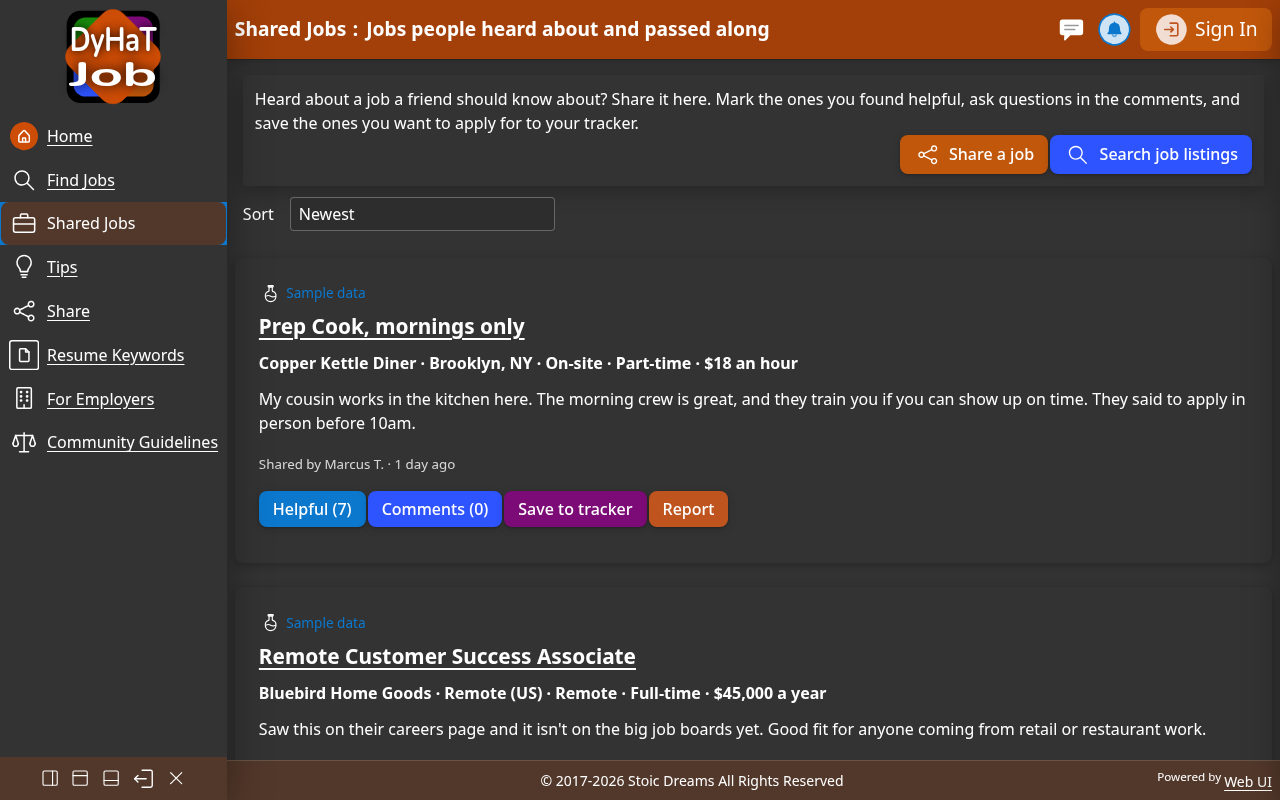 DyHaT
Job
Home
Find Jobs
Shared Jobs
Tips
Share
Resume Keywords
For Employers
Community Guidelines
Shared Jobs : Jobs people heard about and passed along
Sign In
Heard about a job a friend should know about? Share it here. Mark the ones you found helpful, ask questions in the comments, and
save the ones you want to apply for to your tracker.
Share a job
Search job listings
Sort
Newest
Sample data
Prep Cook, mornings only
Copper Kettle Diner · Brooklyn, NY · On-site · Part-time · $18 an hour
My cousin works in the kitchen here. The morning crew is great, and they train you if you can show up on time. They said to apply in
person before 10am.
Shared by Marcus T. · 1 day ago
Helpful (7)
Comments (0)
Save to tracker
Report
Sample data
Remote Customer Success Associate
Bluebird Home Goods · Remote (US) · Remote · Full-time · $45,000 a year
Saw this on their careers page and it isn't on the big job boards yet. Good fit for anyone coming from retail or restaurant work.
© 2017-2026 Stoic Dreams All Rights Reserved
Powered by Web UI